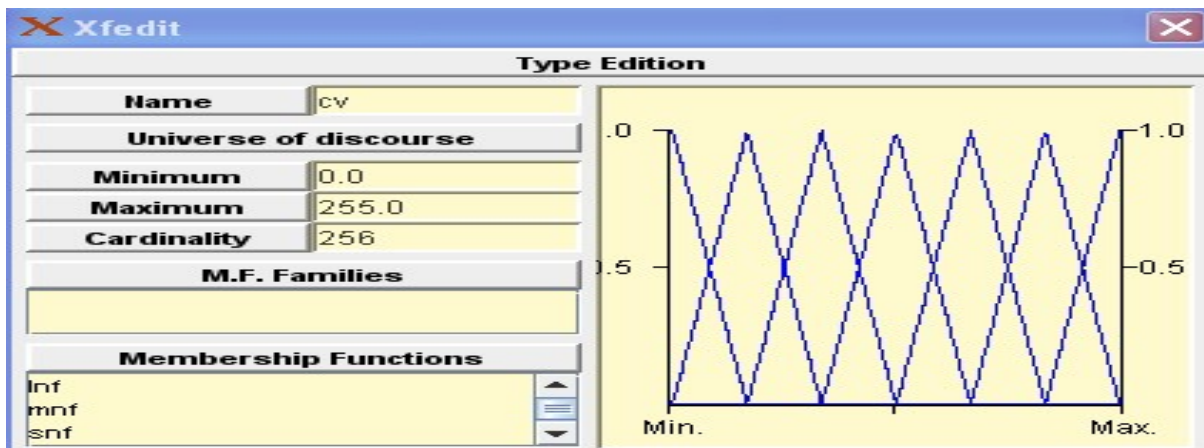 Xfedit
Type Edition
Name cv
Universe of discourse
Minimum 0.0
Maximum 255.0
Cardinality 256
M.F. Families
Membership Functions
lnf
mnf
snf
.0 1.0
0.5 0.5
Min. Max.